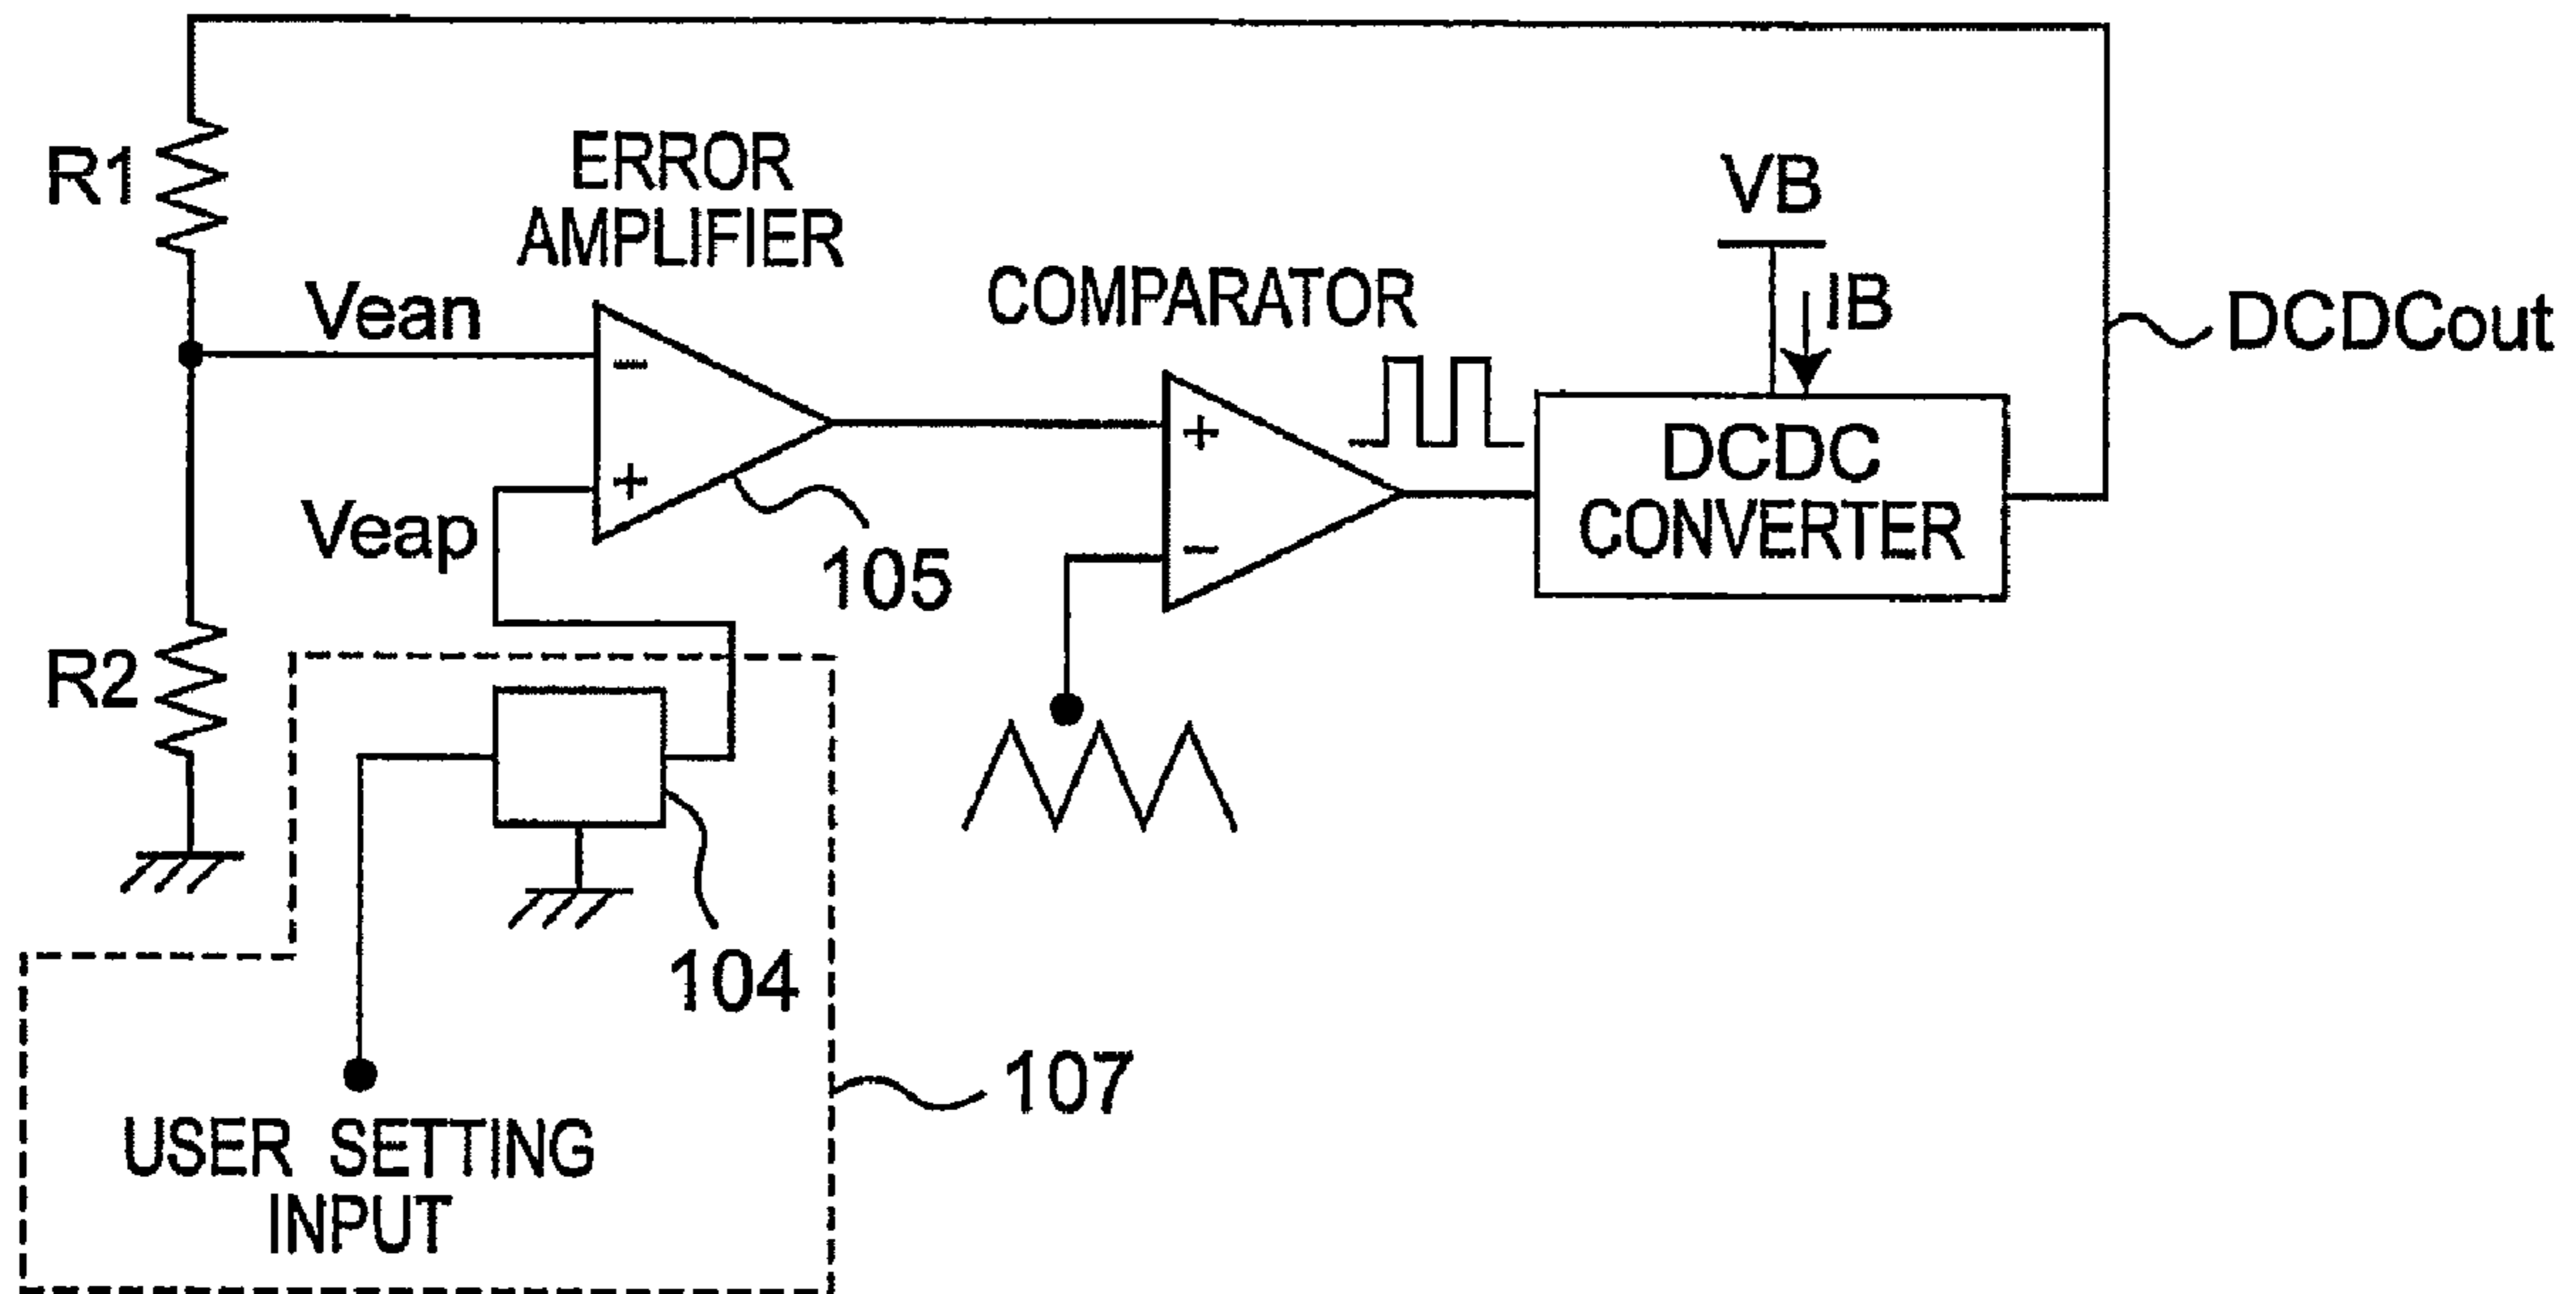 R1
ERROR
AMPLIFIER
Vean
−
+
Veap
105
COMPARATOR
+
−
VB
IB
DCDC
CONVERTER
DCDCout
R2
104
107
USER SETTING
INPUT